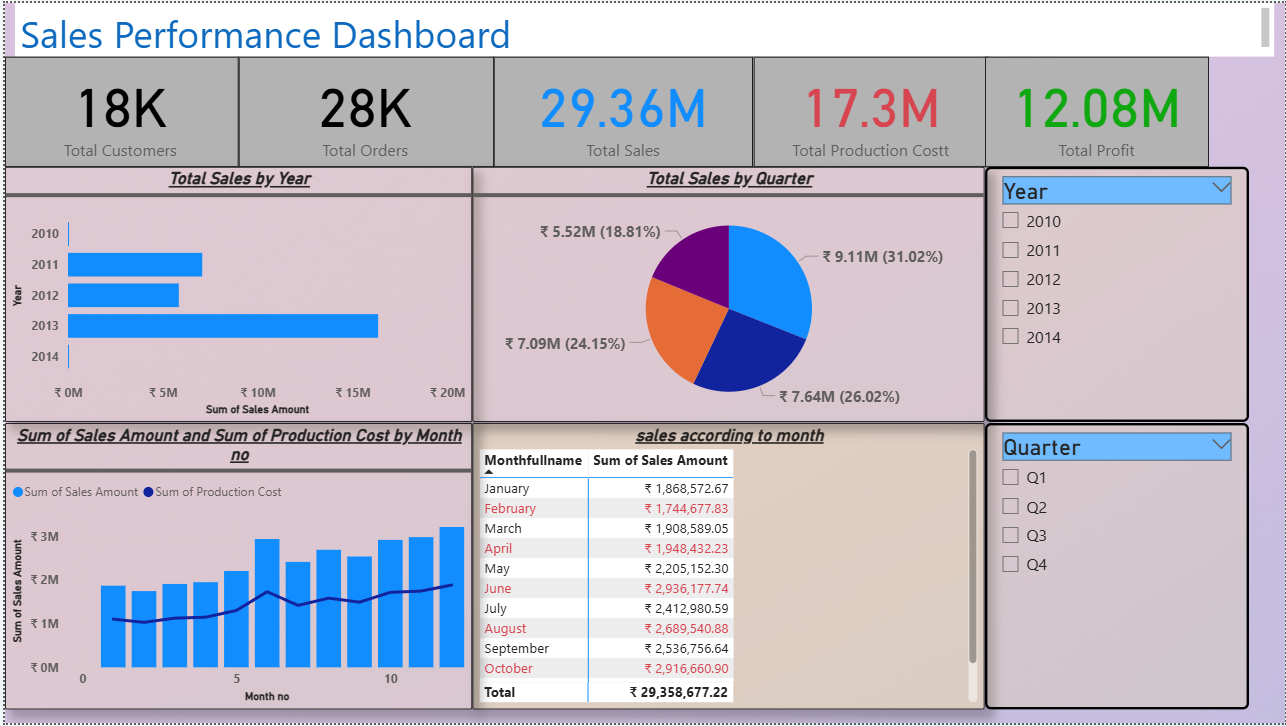 Sales Performance Dashboard
18K
Total Customers
28K
Total Orders
29.36M
Total Sales
17.3M
Total Production Costt
12.08M
Total Profit
Total Sales by Year
Year
2010
2011
2012
2013
2014
₹ 0M
₹ 5M
₹ 10M
₹ 15M
₹ 20M
Sum of Sales Amount
Total Sales by Quarter
₹ 5.52M (18.81%)
₹ 9.11M (31.02%)
₹ 7.09M (24.15%)
₹ 7.64M (26.02%)
Year
2010
2011
2012
2013
2014
Sum of Sales Amount and Sum of Production Cost by Month
no
Sum of Sales Amount Sum of Production Cost
Sum of Sales Amount
₹ 3M
₹ 2M
₹ 1M
₹ 0M
0
5
10
Month no
sales according to month
Monthfullname Sum of Sales Amount
January ₹ 1,868,572.67
February ₹ 1,744,677.83
March ₹ 1,908,589.05
April ₹ 1,948,432.23
May ₹ 2,205,152.30
June ₹ 2,936,177.74
July ₹ 2,412,980.59
August ₹ 2,689,540.88
September ₹ 2,536,756.64
October ₹ 2,916,660.90
Total ₹ 29,358,677.22
Quarter
Q1
Q2
Q3
Q4